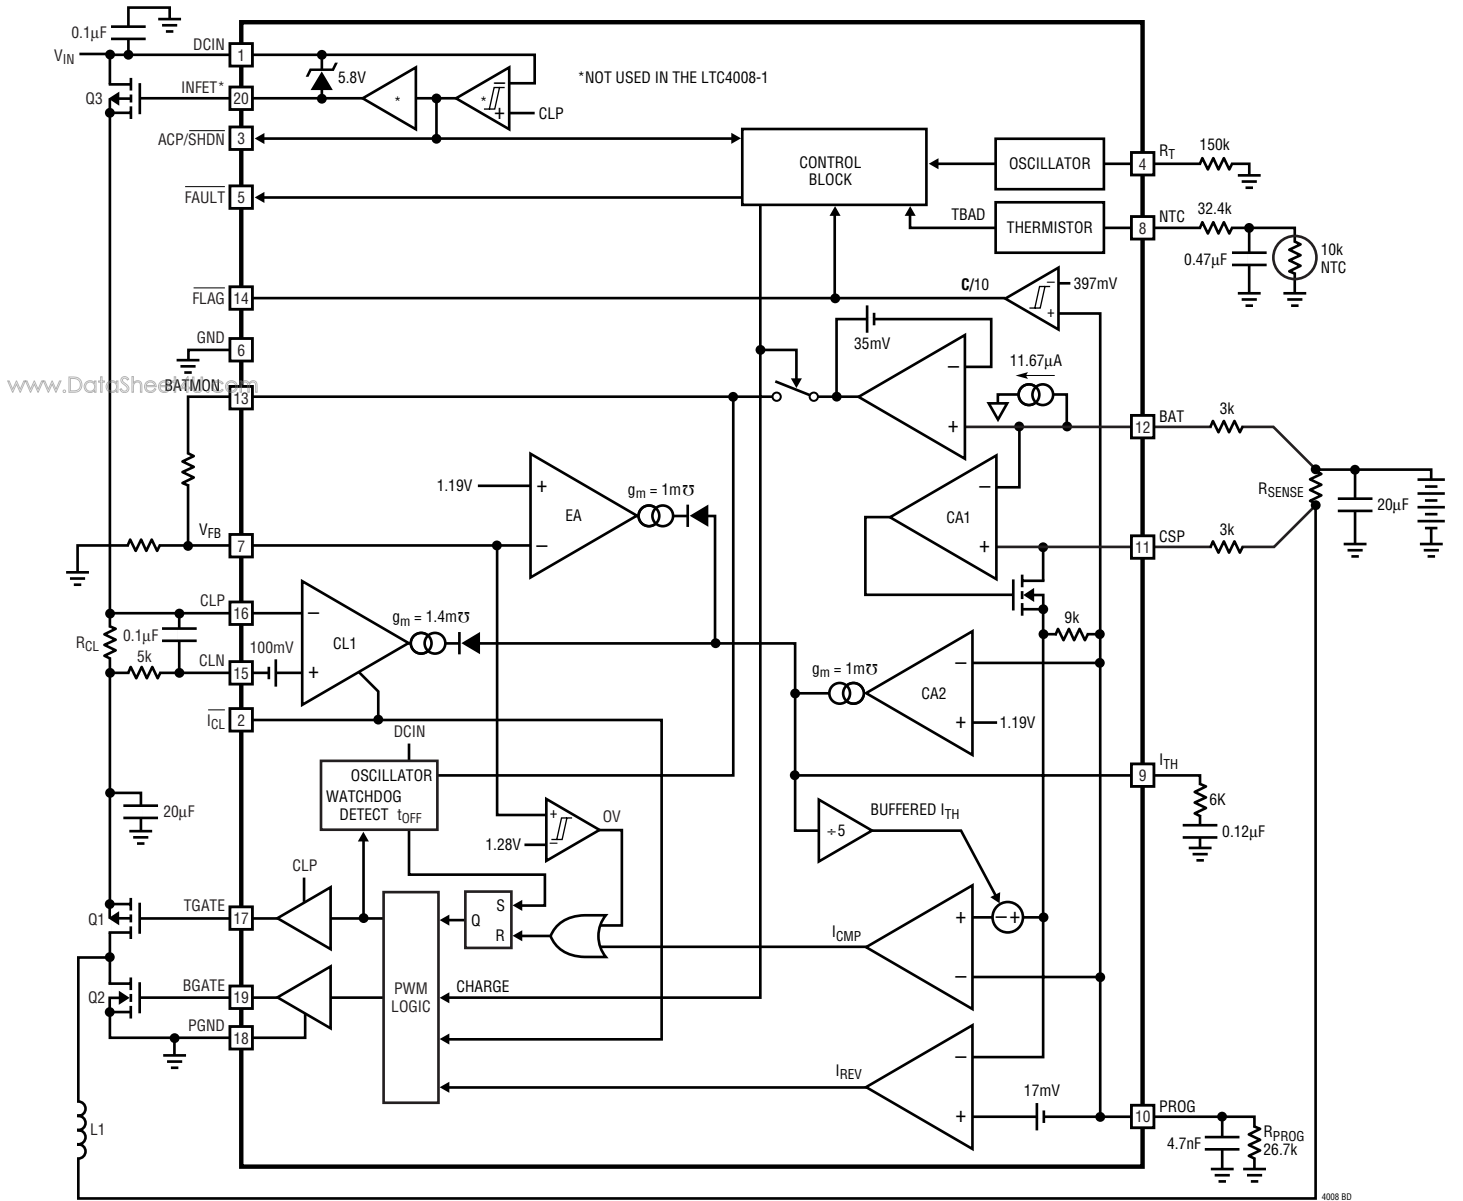 0.1µF
VIN
DCIN
1
5.8V
*NOT USED IN THE LTC4008-1
INFET*
20
*
*
CLP
Q3
ACP/SHDN
3
CONTROL
BLOCK
OSCILLATOR
4
RT
150k
FAULT
5
TBAD
THERMISTOR
8
NTC
32.4k
0.47µF
10k
NTC
FLAG
14
C/10
397mV
GND
6
35mV
11.67µA
www.DataSheet4U.com
BATMON
13
BAT
12
3k
1.19V
EA
gm = 1m℧
CA1
RSENSE
20µF
VFB
7
CSP
11
3k
CLP
16
RCL
0.1µF
5k
CLN
15
100mV
CL1
gm = 1.4m℧
9k
gm = 1m℧
CA2
1.19V
ICL
2
DCIN
OSCILLATOR
WATCHDOG
DETECT tOFF
ITH
9
6K
0.12µF
20µF
OV
1.28V
÷5
BUFFERED ITH
CLP
TGATE
17
Q1
S
Q
R
ICMP
BGATE
19
Q2
PWM
LOGIC
CHARGE
PGND
18
IREV
17mV
PROG
10
L1
4.7nF
RPROG
26.7k
4008 BD